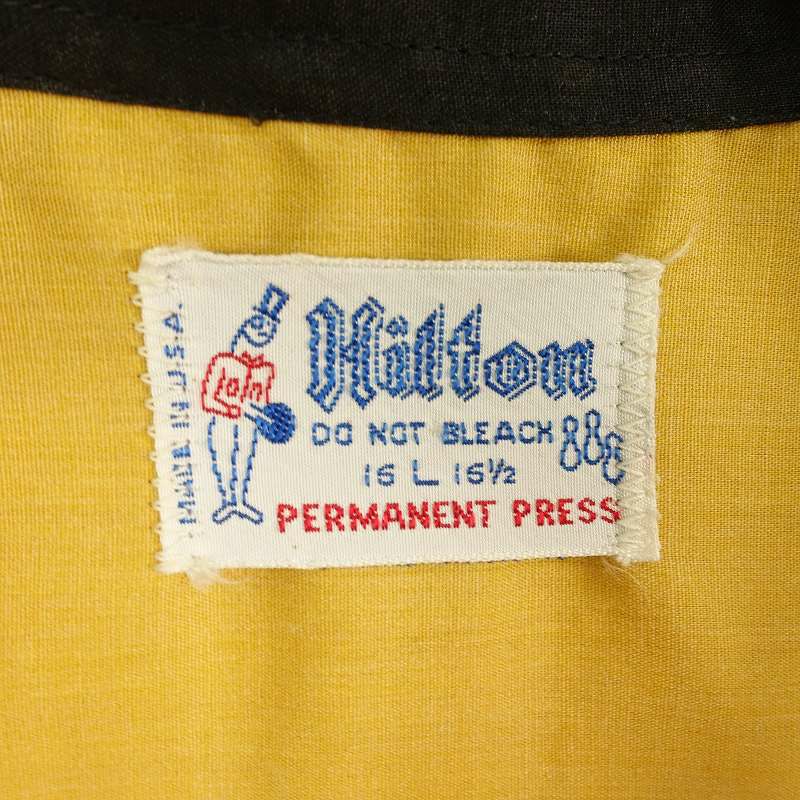 MADE IN U.S.A.
Hilton
DO NOT BLEACH
16 L 16½
PERMANENT PRESS